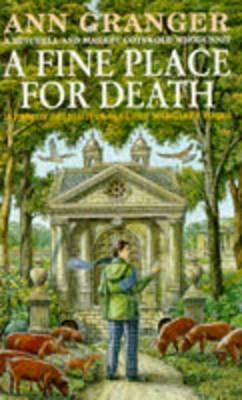 ANN GRANGER
A MITCHELL AND MARKBY COTSWOLD WHODUNNIT
A FINE PLACE
FOR DEATH